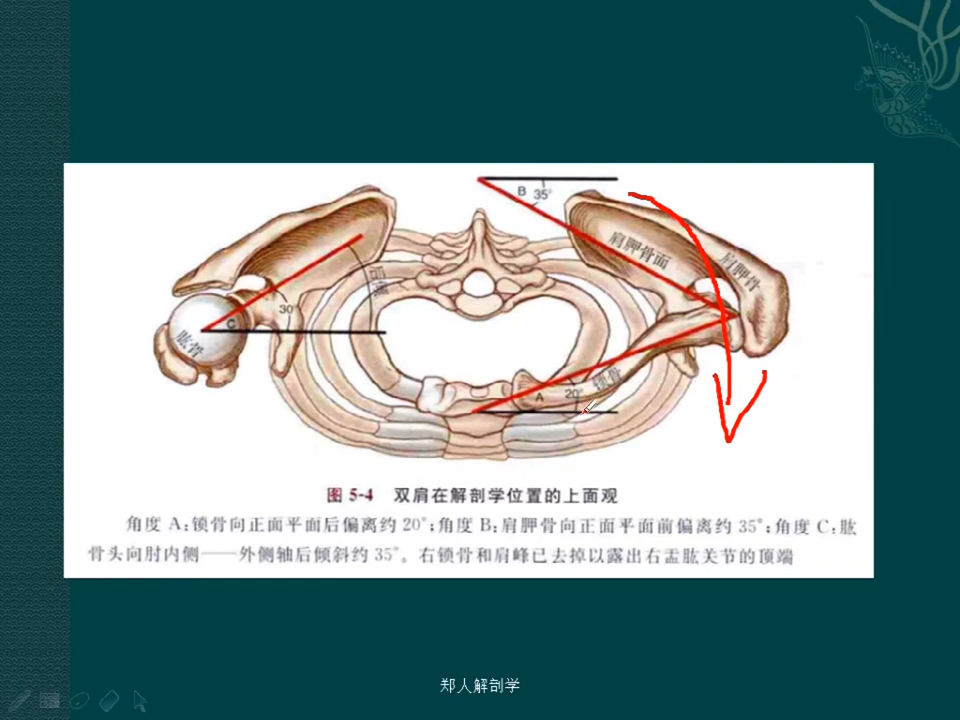 B 35°
肩胛骨面
肩胛骨
后倾
30
C
肱骨
锁骨
20°
A
图 5-4 双肩在解剖学位置的上面观
角度 A:锁骨向正面平面后偏离约 20°;角度 B:肩胛骨向正面平面前偏离约 35°;角度 C:肱
骨头向肘内侧——外侧轴后倾斜约 35°。右锁骨和肩峰已去掉以露出右盂肱关节的顶端
郑人解剖学